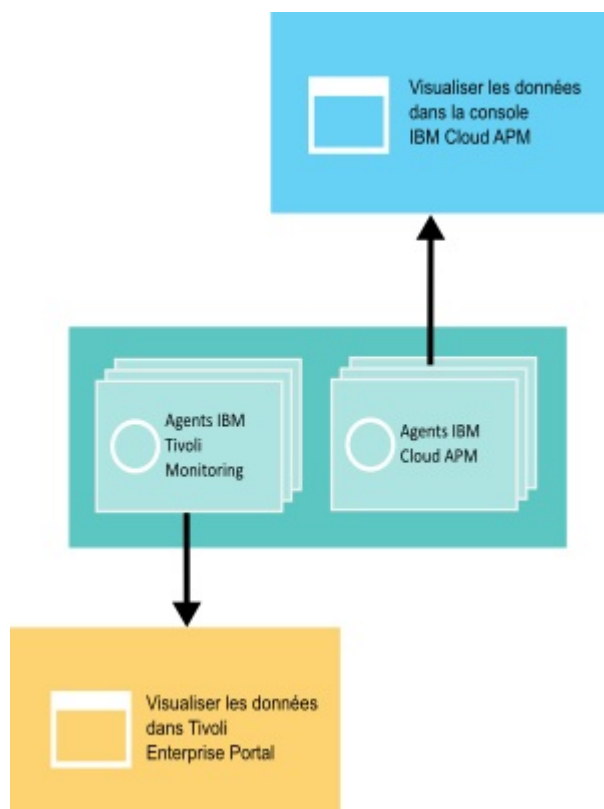 Visualiser les données
dans la console
IBM Cloud APM
Agents IBM
Tivoli
Monitoring
Agents IBM
Cloud APM
Visualiser les données
dans Tivoli
Enterprise Portal